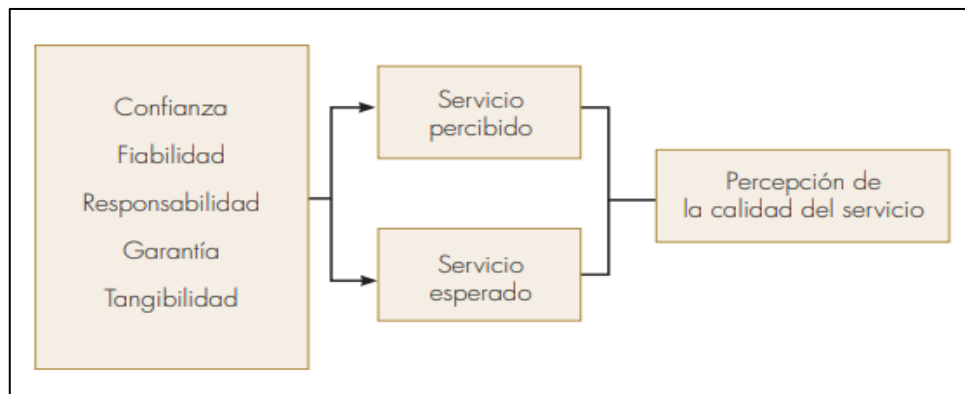 Confianza
Fiabilidad
Responsabilidad
Garantía
Tangibilidad
Servicio
percibido
Servicio
esperado
Percepción de
la calidad del servicio